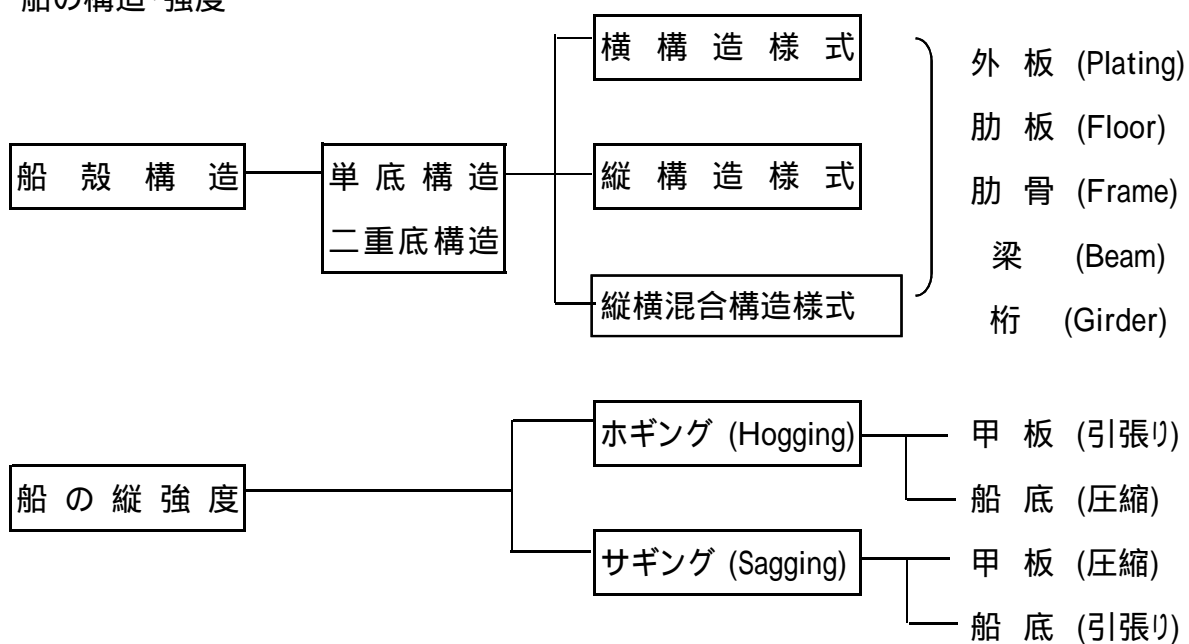 船の構造・強度
横構造様式
外板 (Plating)
肋板 (Floor)
船殻構造
単底構造
縦構造様式
肋骨 (Frame)
二重底構造
梁 (Beam)
縦横混合構造様式
桁 (Girder)
ホギング (Hogging)
甲板 (引張り)
船の縦強度
船底 (圧縮)
サギング (Sagging)
甲板 (圧縮)
船底 (引張り)